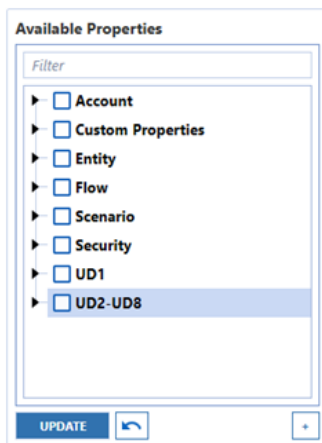 Available Properties
Filter
Account
Custom Properties
Entity
Flow
Scenario
Security
UD1
UD2-UD8
UPDATE
+